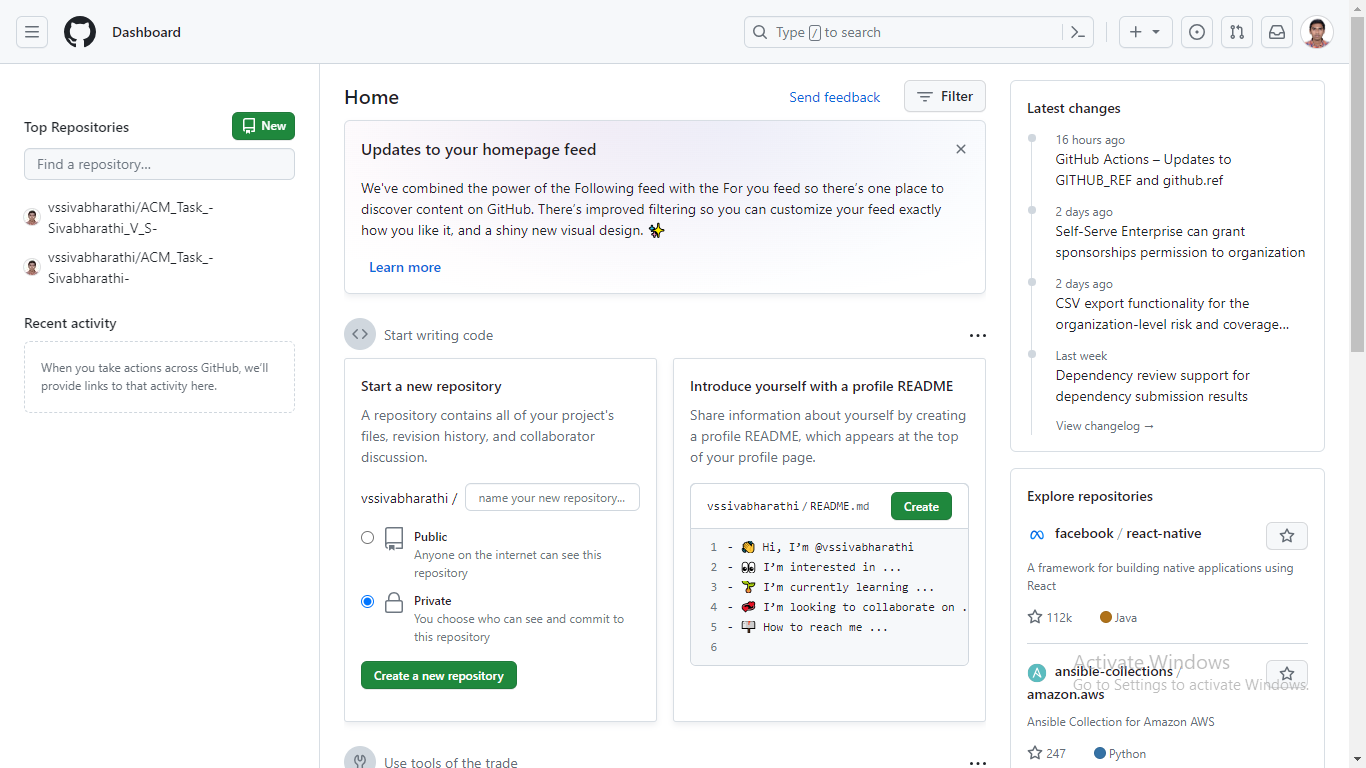 Dashboard
Type / to search
Top Repositories
New
Find a repository...
vssivabharathi/ACM_Task_-
Sivabharathi_V_S-
vssivabharathi/ACM_Task_-
Sivabharathi-
Recent activity
When you take actions across GitHub, we'll
provide links to that activity here.
Home
Send feedback
Filter
Updates to your homepage feed
We've combined the power of the Following feed with the For you feed so there's one place to
discover content on GitHub. There's improved filtering so you can customize your feed exactly
how you like it, and a shiny new visual design. ✨
Learn more
Start writing code
Start a new repository
A repository contains all of your project's
files, revision history, and collaborator
discussion.
vssivabharathi /
name your new repository...
Public
Anyone on the internet can see this
repository
Private
You choose who can see and commit to
this repository
Create a new repository
Introduce yourself with a profile README
Share information about yourself by creating
a profile README, which appears at the top
of your profile page.
vssivabharathi / README.md
Create
1 - 👋 Hi, I'm @vssivabharathi
2 - 👀 I'm interested in ...
3 - 🌱 I'm currently learning ...
4 - 💞️ I'm looking to collaborate on .
5 - 📫 How to reach me ...
6
Use tools of the trade
Latest changes
16 hours ago
GitHub Actions – Updates to
GITHUB_REF and github.ref
2 days ago
Self-Serve Enterprise can grant
sponsorships permission to organization
2 days ago
CSV export functionality for the
organization-level risk and coverage...
Last week
Dependency review support for
dependency submission results
View changelog →
Explore repositories
facebook / react-native
A framework for building native applications using
React
112k
Java
ansible-collections /
amazon.aws
Ansible Collection for Amazon AWS
247
Python
Activate Windows
Go to Settings to activate Windows.